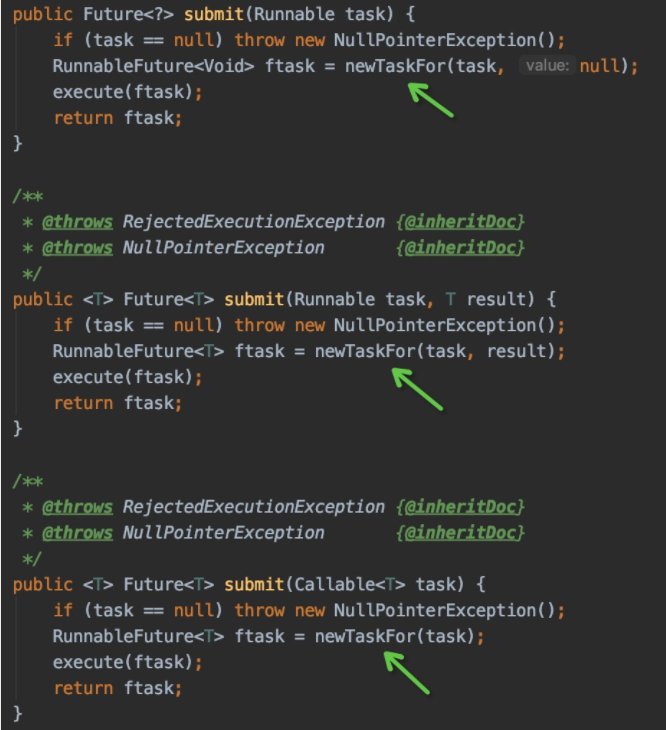 public Future<?> submit(Runnable task) {
if (task == null) throw new NullPointerException();
RunnableFuture<Void> ftask = newTaskFor(task, value: null);
execute(ftask);
return ftask;
}
/**
* @throws RejectedExecutionException {@inheritDoc}
* @throws NullPointerException       {@inheritDoc}
*/
public <T> Future<T> submit(Runnable task, T result) {
if (task == null) throw new NullPointerException();
RunnableFuture<T> ftask = newTaskFor(task, result);
execute(ftask);
return ftask;
}
/**
* @throws RejectedExecutionException {@inheritDoc}
* @throws NullPointerException       {@inheritDoc}
*/
public <T> Future<T> submit(Callable<T> task) {
if (task == null) throw new NullPointerException();
RunnableFuture<T> ftask = newTaskFor(task);
execute(ftask);
return ftask;
}